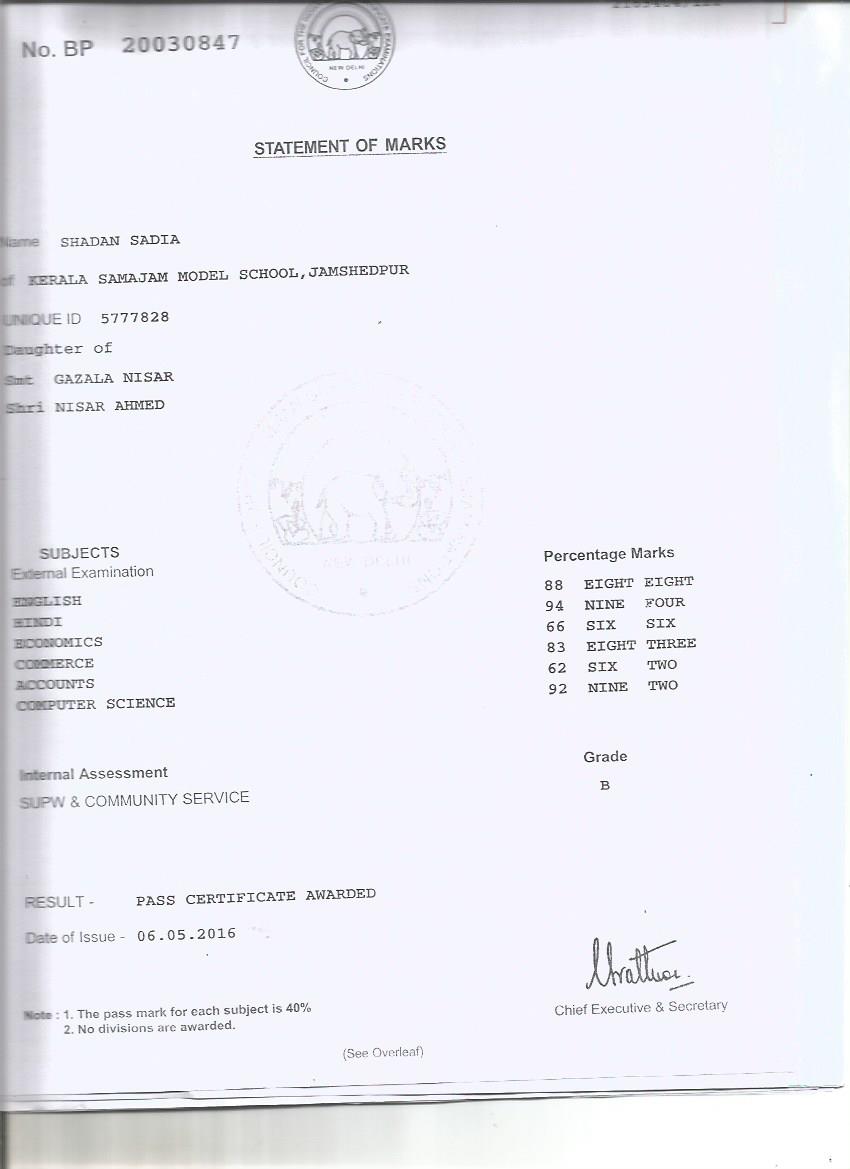 No. BP 20030847
NEW DELHI
STATEMENT OF MARKS
Name SHADAN SADIA
of KERALA SAMAJAM MODEL SCHOOL, JAMSHEDPUR
UNIQUE ID 5777828
Daughter of
Smt GAZALA NISAR
Shri NISAR AHMED
NEW DELHI
SUBJECTS Percentage Marks
External Examination
ENGLISH 88 EIGHT EIGHT
HINDI 94 NINE FOUR
ECONOMICS 66 SIX SIX
COMMERCE 83 EIGHT THREE
ACCOUNTS 62 SIX TWO
COMPUTER SCIENCE 92 NINE TWO
Internal Assessment Grade
SUPW & COMMUNITY SERVICE B
RESULT - PASS CERTIFICATE AWARDED
Date of Issue - 06.05.2016
Chief Executive & Secretary
Note : 1. The pass mark for each subject is 40%
2. No divisions are awarded.
(See Overleaf)